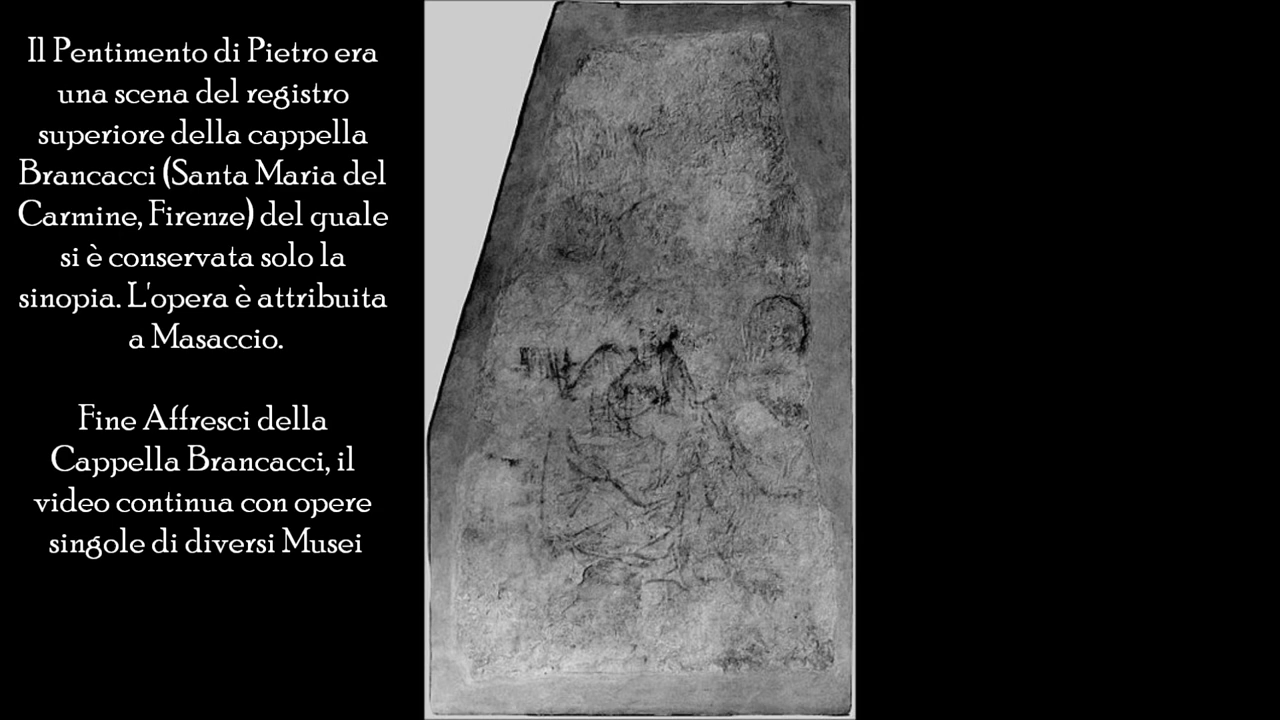 Il Pentimento di Pietro era
una scena del registro
superiore della cappella
Brancacci (Santa Maria del
Carmine, Firenze) del quale
si è conservata solo la
sinopia. L'opera è attribuita
a Masaccio.
Fine Affresci della
Cappella Brancacci, il
video continua con opere
singole di diversi Musei